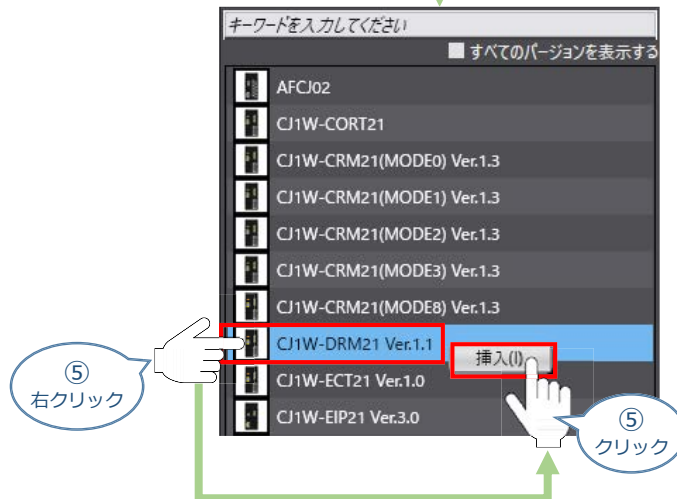 キーワードを入力してください
すべてのバージョンを表示する
AFCJ02
CJ1W-CORT21
CJ1W-CRM21(MODE0) Ver.1.3
CJ1W-CRM21(MODE1) Ver.1.3
CJ1W-CRM21(MODE2) Ver.1.3
CJ1W-CRM21(MODE3) Ver.1.3
CJ1W-CRM21(MODE8) Ver.1.3
CJ1W-DRM21 Ver.1.1
挿入(I)
CJ1W-ECT21 Ver.1.0
CJ1W-EIP21 Ver.3.0
⑤
右クリック
⑤
クリック